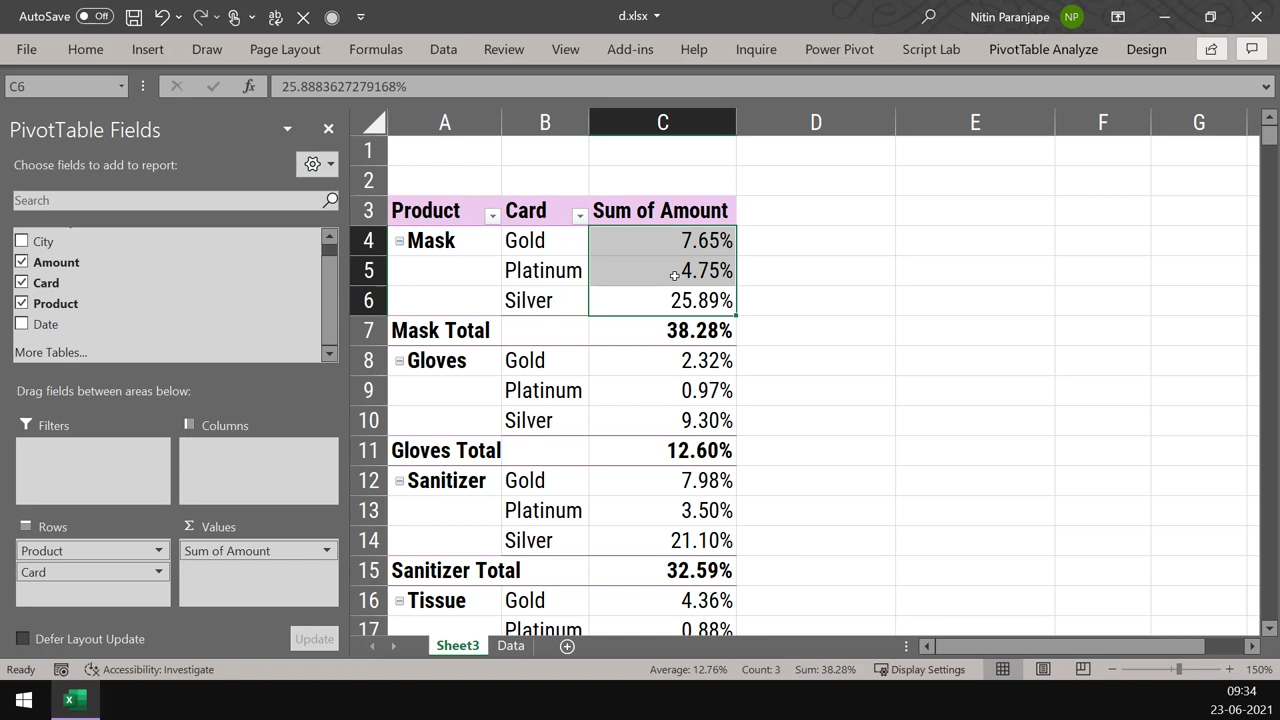 AutoSave Off d.xlsx Nitin Paranjape NP
File Home Insert Draw Page Layout Formulas Data Review View Add-ins Help Inquire Power Pivot Script Lab PivotTable Analyze Design
C6 fx 25.8883627279168%
PivotTable Fields
Choose fields to add to report:
Search
City
Amount
Card
Product
Date
More Tables...
Drag fields between areas below:
Filters Columns
Rows Σ Values
Product Sum of Amount
Card
Defer Layout Update Update
A B C D E F G
1
2
3 Product Card Sum of Amount
4 Mask Gold 7.65%
5 Platinum 4.75%
6 Silver 25.89%
7 Mask Total 38.28%
8 Gloves Gold 2.32%
9 Platinum 0.97%
10 Silver 9.30%
11 Gloves Total 12.60%
12 Sanitizer Gold 7.98%
13 Platinum 3.50%
14 Silver 21.10%
15 Sanitizer Total 32.59%
16 Tissue Gold 4.36%
17 Platinum 0.88%
Sheet3 Data
Ready Accessibility: Investigate Average: 12.76% Count: 3 Sum: 38.28% Display Settings 150%
09:34
23-06-2021